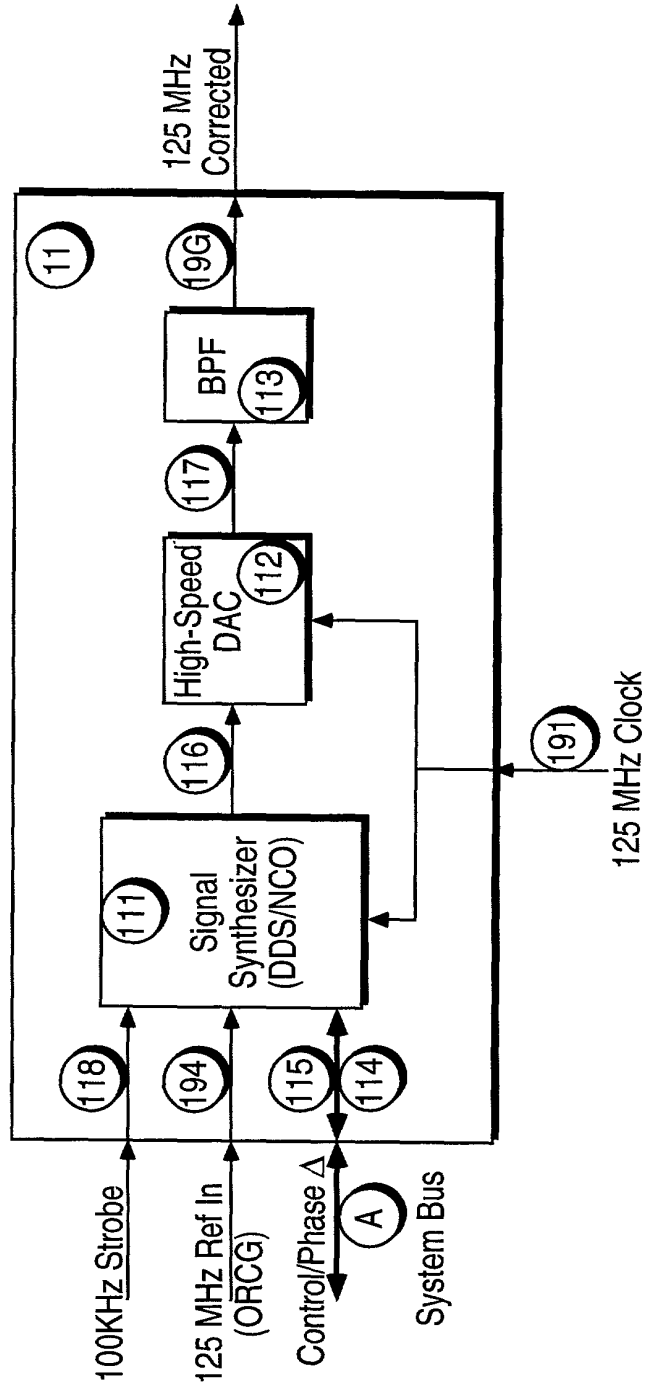 100KHz Strobe
118
125 MHz Ref In
(ORCG)
194
Control/Phase Δ
A
System Bus
115
114
111
Signal
Synthesizer
(DDS/NCO)
116
High-Speed
DAC
112
117
BPF
113
19G
11
125 MHz
Corrected
191
125 MHz Clock